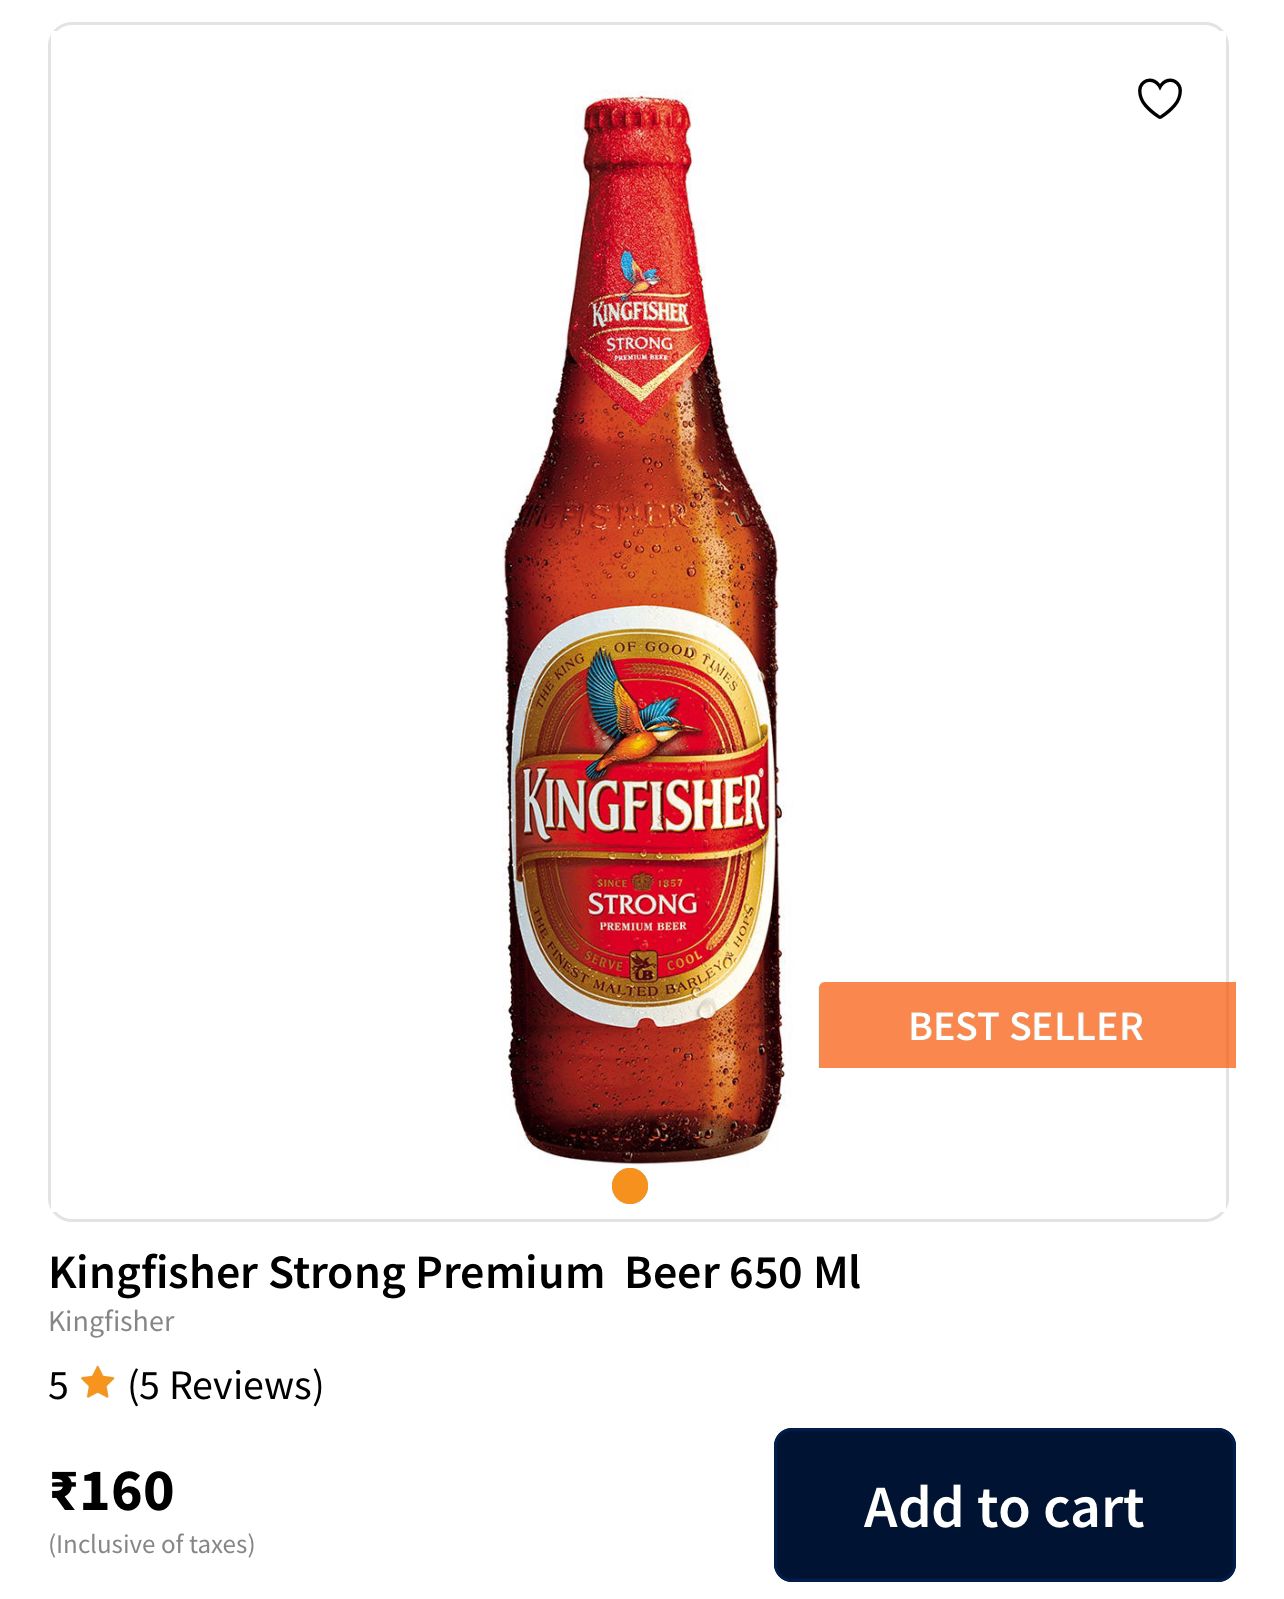 KINGFISHER
STRONG
PREMIUM BEER
THE KING OF GOOD TIMES
KINGFISHER
SINCE 1857
STRONG
PREMIUM BEER
SERVE COOL
UB
THE FINEST MALTED BARLEY & HOPS
BEST SELLER
Kingfisher Strong Premium Beer 650 Ml
Kingfisher
5 ★ (5 Reviews)
₹160
(Inclusive of taxes)
Add to cart